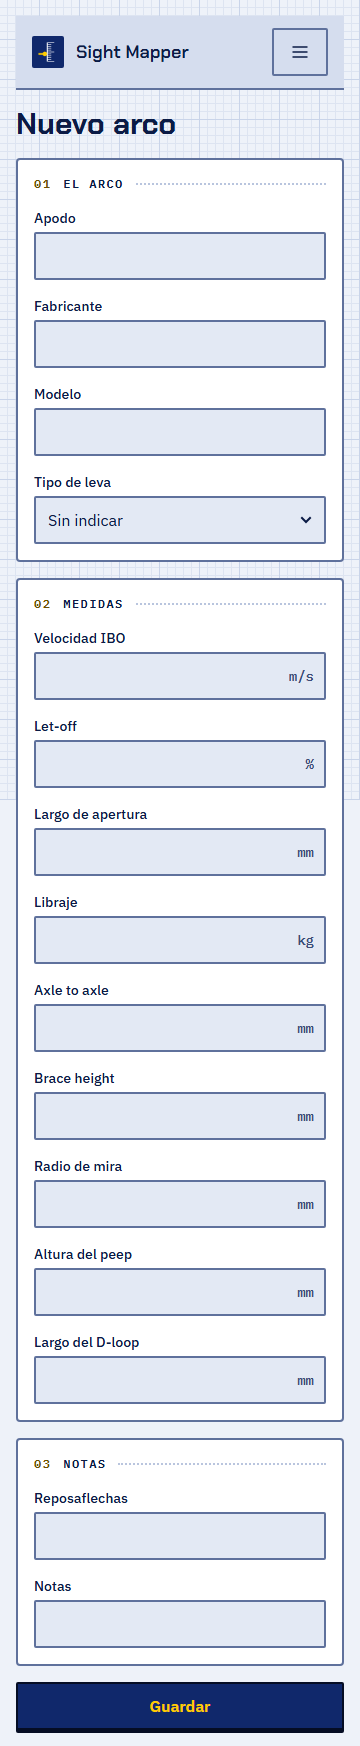 Sight Mapper
Nuevo arco
01 EL ARCO
Apodo
Fabricante
Modelo
Tipo de leva
Sin indicar
02 MEDIDAS
Velocidad IBO
m/s
Let-off
%
Largo de apertura
mm
Libraje
kg
Axle to axle
mm
Brace height
mm
Radio de mira
mm
Altura del peep
mm
Largo del D-loop
mm
03 NOTAS
Reposaflechas
Notas
Guardar